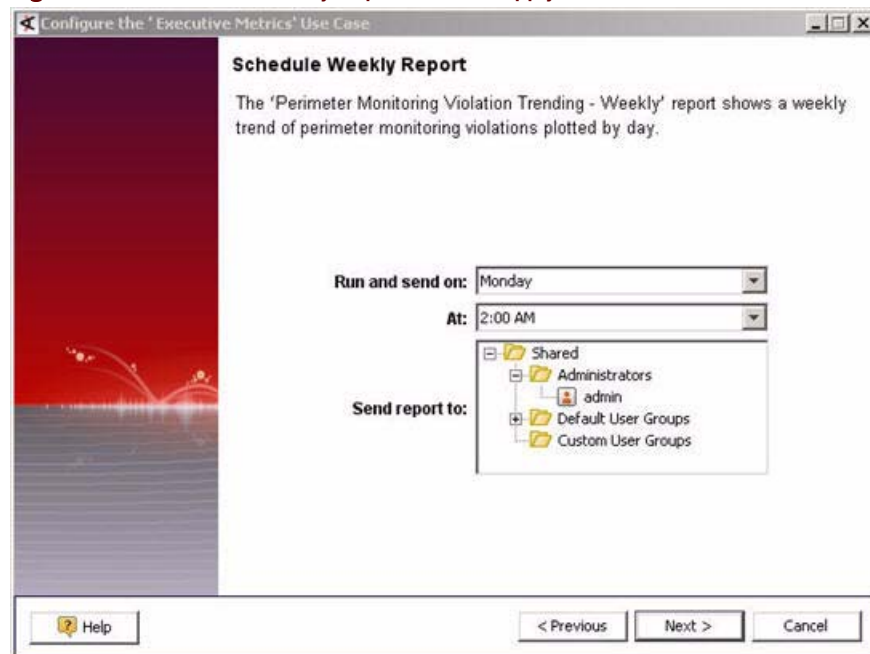 Configure the 'Executive Metrics' Use Case
Schedule Weekly Report
The 'Perimeter Monitoring Violation Trending - Weekly' report shows a weekly
trend of perimeter monitoring violations plotted by day.
Run and send on: Monday
At: 2:00 AM
Send report to:
Shared
Administrators
admin
Default User Groups
Custom User Groups
Help
< Previous
Next >
Cancel